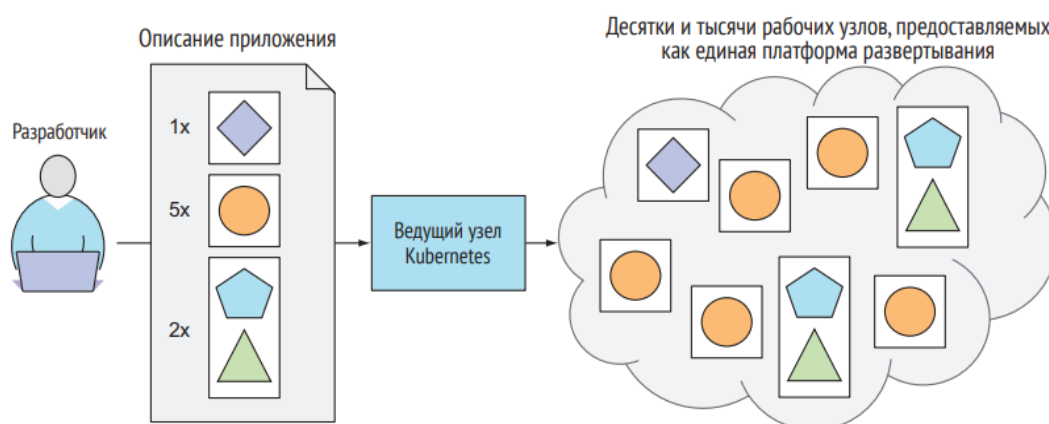 Описание приложения
Десятки и тысячи рабочих узлов, предоставляемых
как единая платформа развертывания
Разработчик
1x
5x
2x
Ведущий узел
Kubernetes